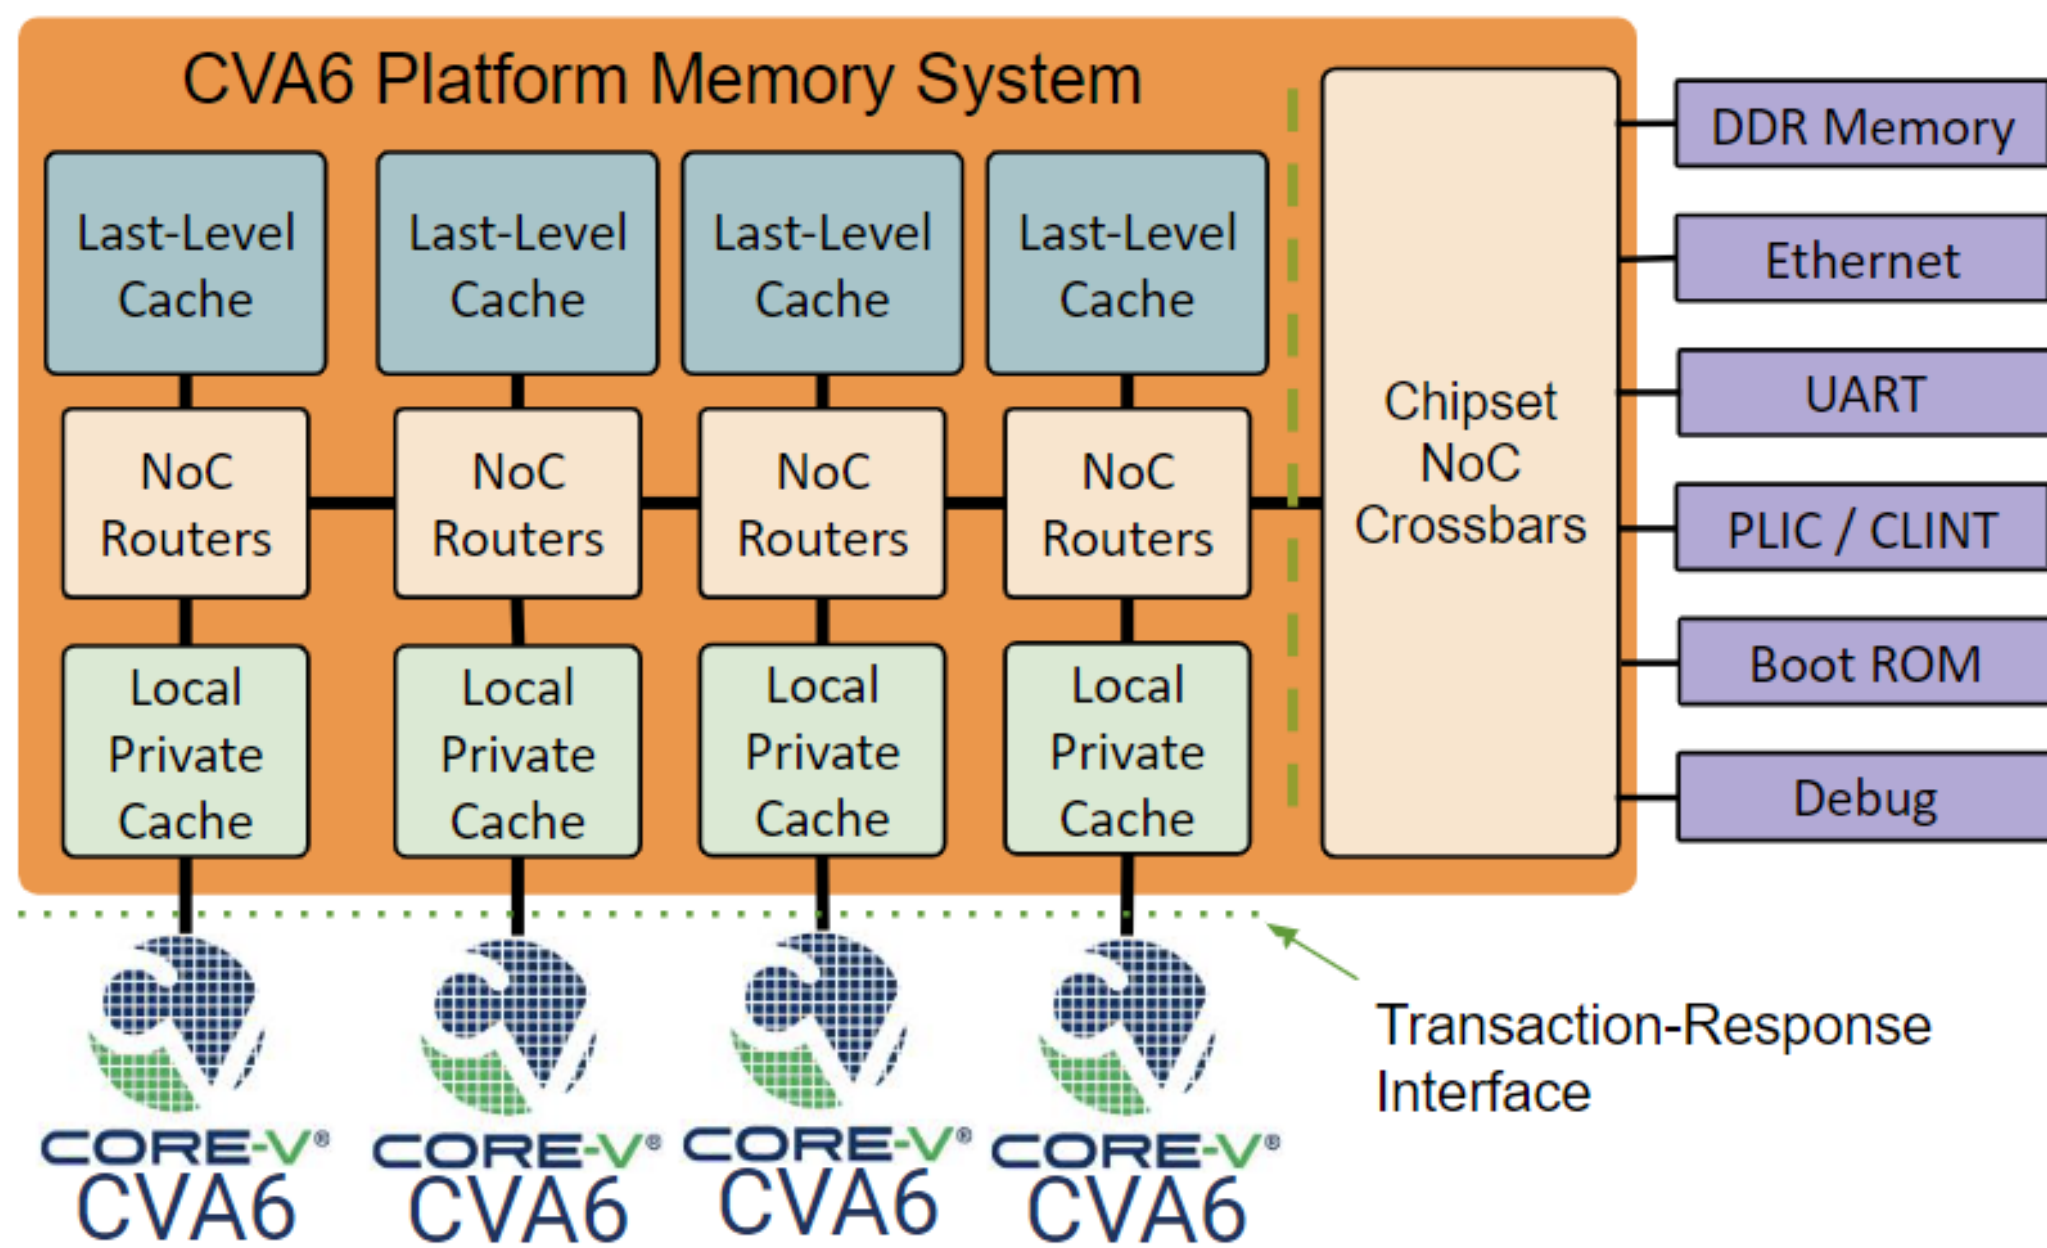 CVA6 Platform Memory System
Last-Level
Cache
Last-Level
Cache
Last-Level
Cache
Last-Level
Cache
NoC
Routers
NoC
Routers
NoC
Routers
NoC
Routers
Local
Private
Cache
Local
Private
Cache
Local
Private
Cache
Local
Private
Cache
Chipset
NoC
Crossbars
DDR Memory
Ethernet
UART
PLIC / CLINT
Boot ROM
Debug
Transaction-Response
Interface
CORE-V®
CVA6
CORE-V®
CVA6
CORE-V®
CVA6
CORE-V®
CVA6